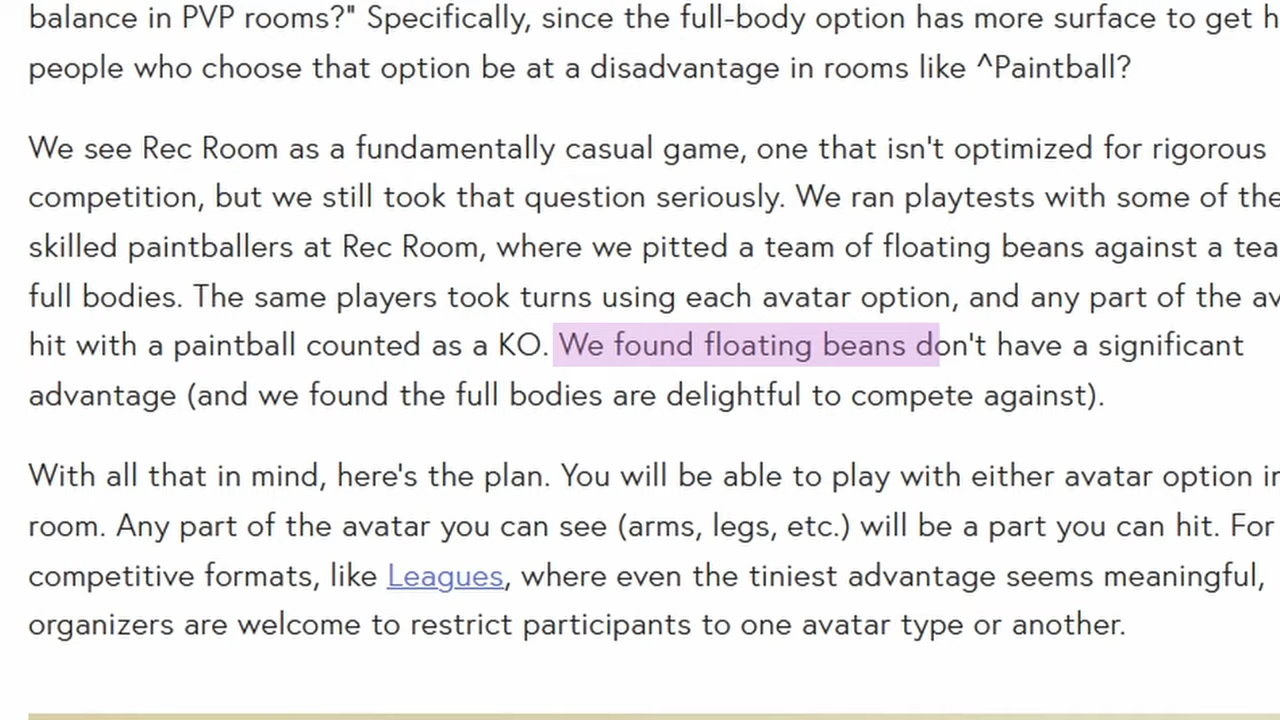 balance in PVP rooms?" Specifically, since the full-body option has more surface to get
people who choose that option be at a disadvantage in rooms like ^Paintball?
We see Rec Room as a fundamentally casual game, one that isn't optimized for rigorous
competition, but we still took that question seriously. We ran playtests with some of the
skilled paintballers at Rec Room, where we pitted a team of floating beans against a
full bodies. The same players took turns using each avatar option, and any part of the
hit with a paintball counted as a KO. We found floating beans don't have a significant
advantage (and we found the full bodies are delightful to compete against).
With all that in mind, here's the plan. You will be able to play with either avatar option
room. Any part of the avatar you can see (arms, legs, etc.) will be a part you can hit. For
competitive formats, like Leagues, where even the tiniest advantage seems meaningful,
organizers are welcome to restrict participants to one avatar type or another.